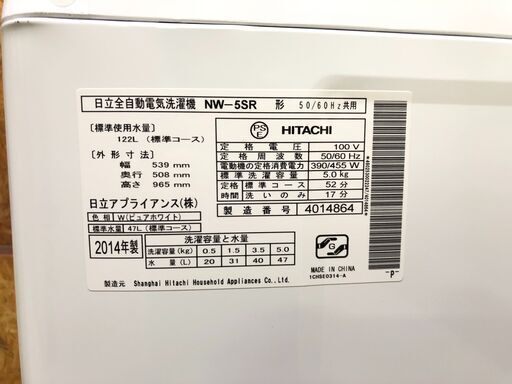 日立全自動電気洗濯機 NW-5SR 形 50/60Hz共用
〔標準使用水量〕
122L (標準コース)
〔外形寸法〕
幅 539 mm
奥行 508 mm
高さ 965 mm
日立アプライアンス(株)
色相 W(ピュアホワイト)
標準水量 47L (標準コース)
PS
E
HITACHI
定格電圧 100 V
定格周波数 50/60 Hz
電動機の定格消費電力 390/455 W
標準洗濯容量 5.0kg
定格 標準コース 52分
時間 洗いのみ 17分
製造番号 4014864
2014年製
洗濯容量と水量
洗濯容量(kg) 0.5 1.5 3.5 5.0
水量(L) 20 31 40 47
G
MADE IN CHINA
1CHSE0314-A
製造元 Shanghai Hitachi Household Appliances Co., Ltd.
-P-